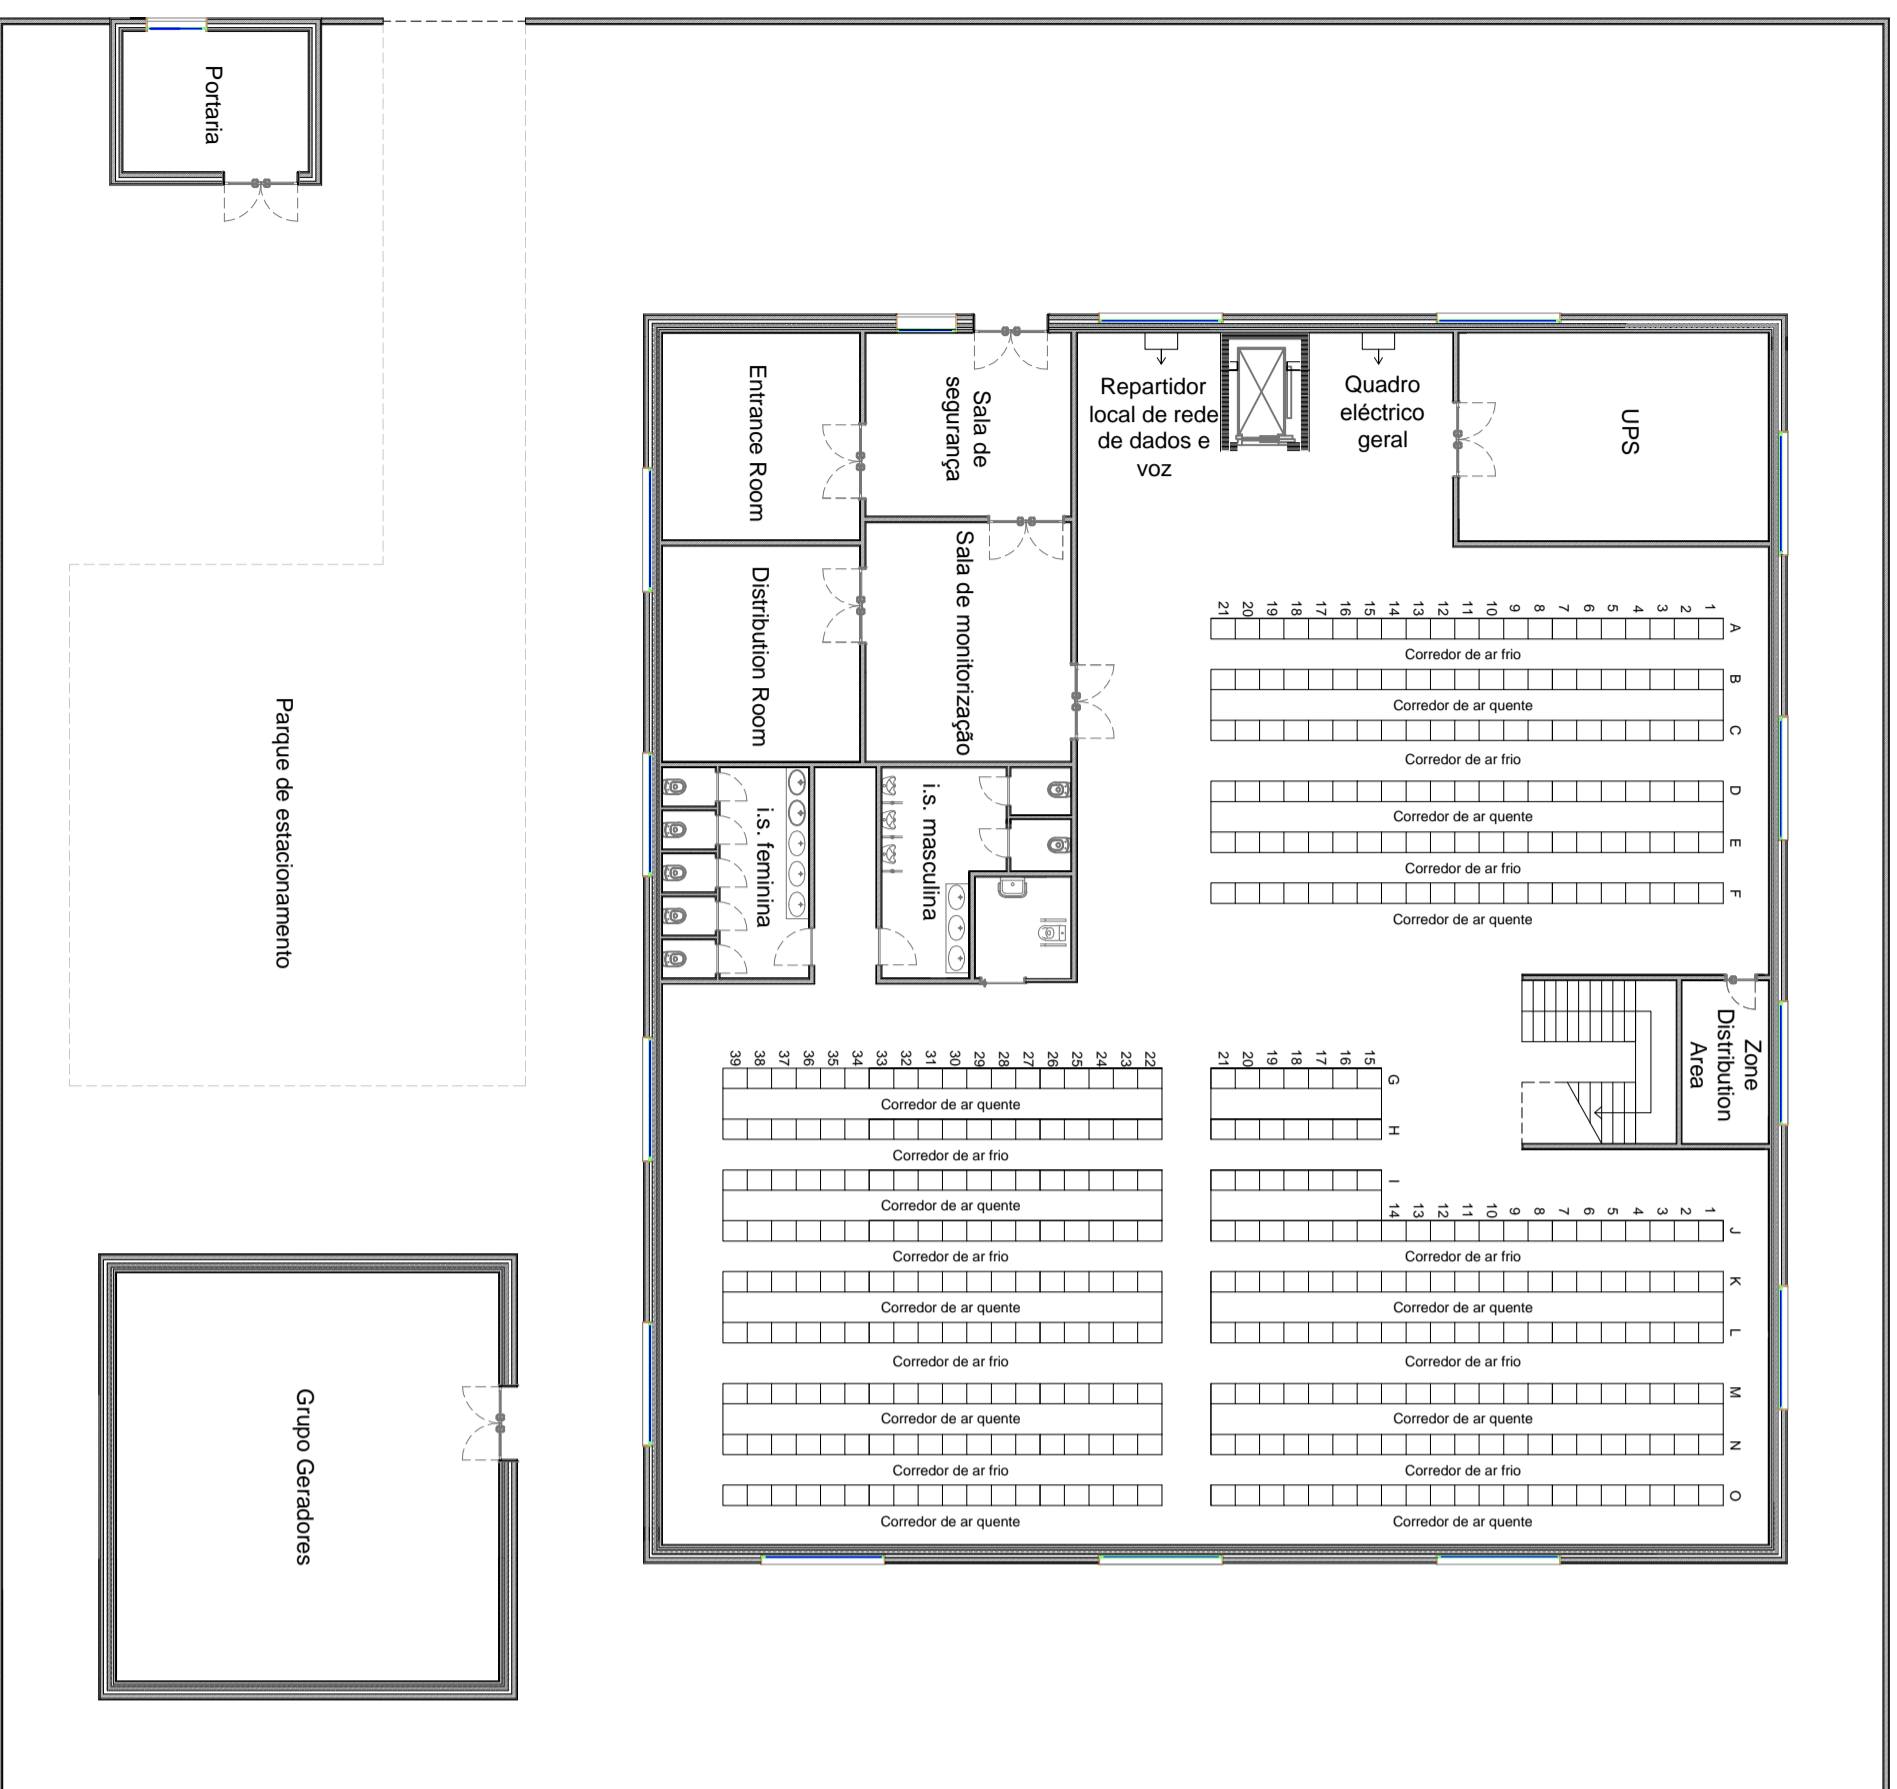 Portaria
Parque de estacionamento
Grupo Geradores
Entrance Room
Sala de
segurança
Distribution Room
Sala de monitorização
i.s. feminina
i.s. masculina
Repartidor
local de rede
de dados e
voz
Quadro
eléctrico
geral
UPS
21 20 19 18 17 16 15 14 13 12 11 10 9 8 7 6 5 4 3 2 1
A
Corredor de ar frio
B
Corredor de ar quente
C
Corredor de ar frio
D
Corredor de ar quente
E
Corredor de ar frio
F
Corredor de ar quente
Zone
Distribution
Area
39 38 37 36 35 34 33 32 31 30 29 28 27 26 25 24 23 22 21 20 19 18 17 16 15
G
Corredor de ar quente
H
Corredor de ar frio
I
14 13 12 11 10 9 8 7 6 5 4 3 2 1
Corredor de ar quente
J
Corredor de ar frio Corredor de ar frio
K
Corredor de ar quente Corredor de ar quente
L
Corredor de ar frio Corredor de ar frio
M
Corredor de ar quente Corredor de ar quente
N
Corredor de ar frio Corredor de ar frio
O
Corredor de ar quente Corredor de ar quente